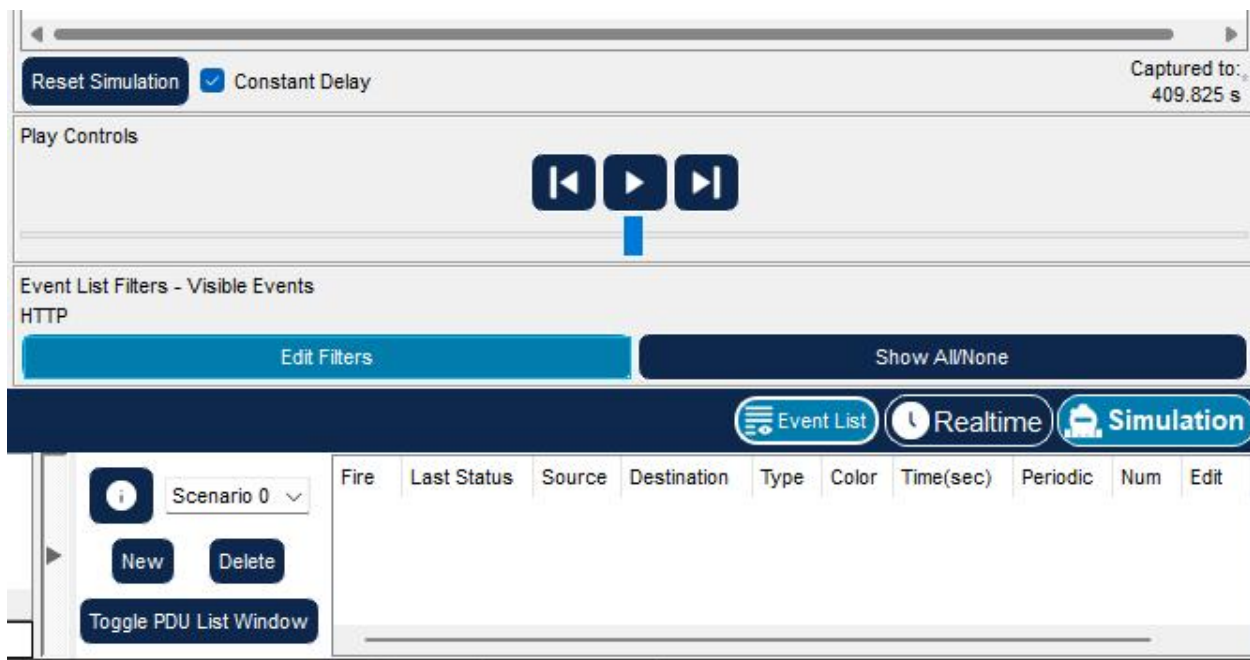 Reset Simulation Constant Delay Captured to:
409.825 s
Play Controls
Event List Filters - Visible Events
HTTP
Edit Filters Show All/None
Event List Realtime Simulation
Fire Last Status Source Destination Type Color Time(sec) Periodic Num Edit
i Scenario 0
New Delete
Toggle PDU List Window